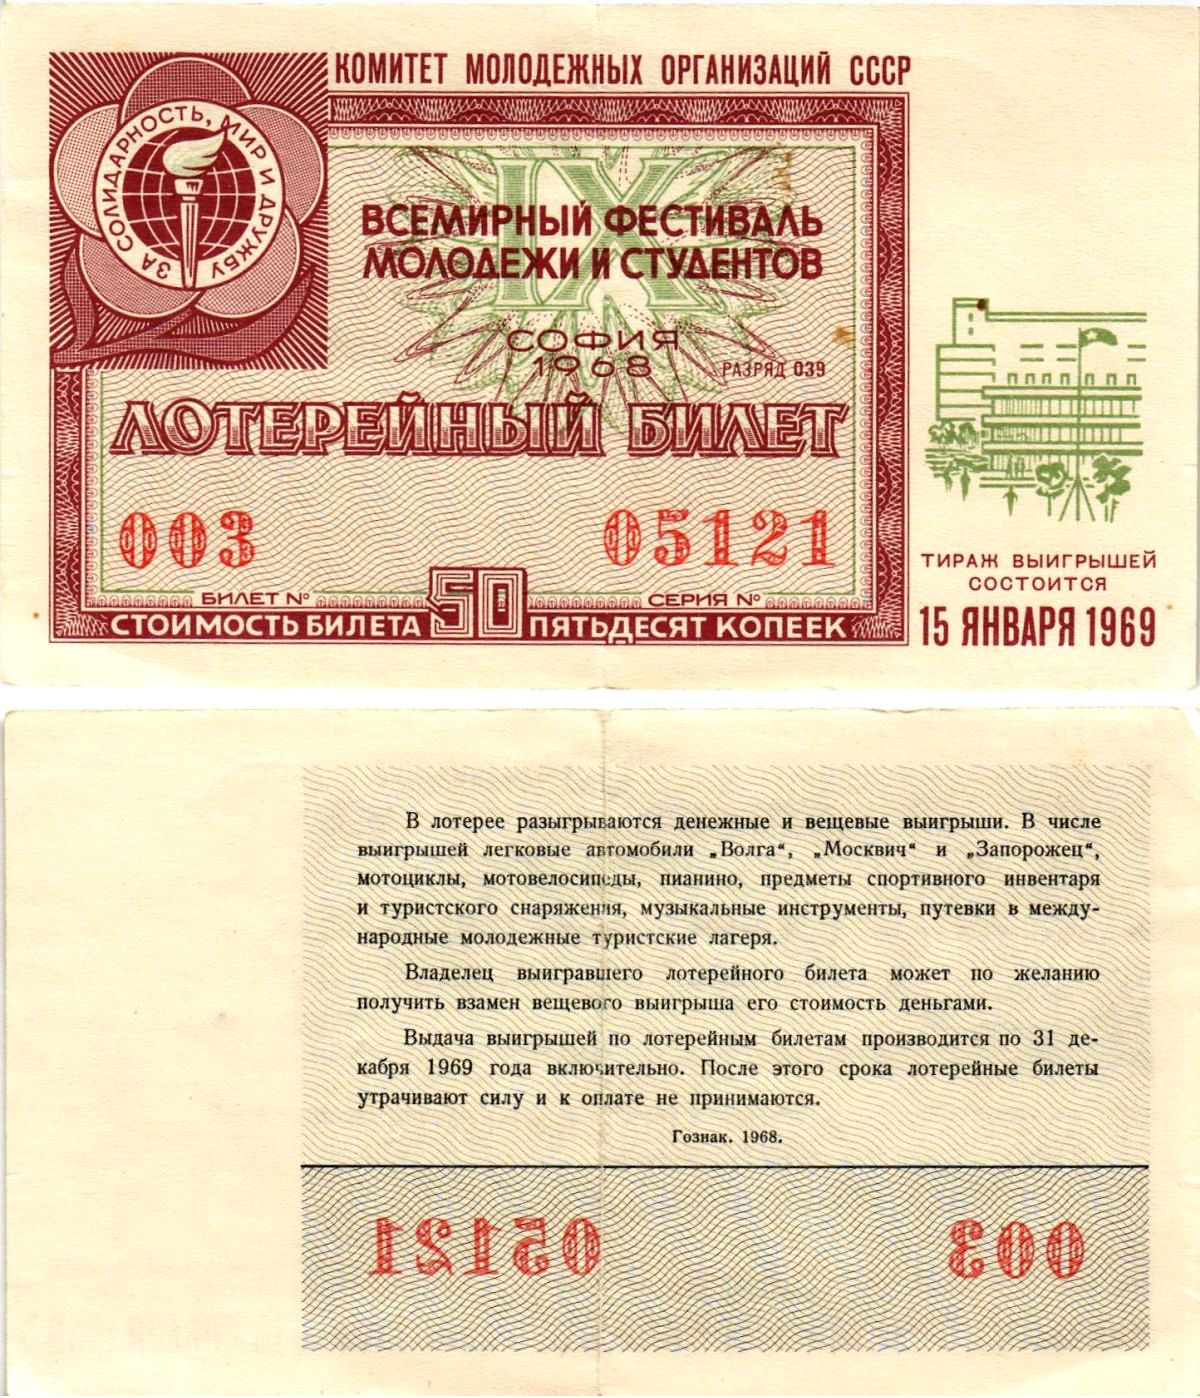 КОМИТЕТ МОЛОДЕЖНЫХ ОРГАНИЗАЦИЙ СССР
ЗА СОЛИДАРНОСТЬ, МИР И ДРУЖБУ
IX
ВСЕМИРНЫЙ ФЕСТИВАЛЬ
МОЛОДЕЖИ И СТУДЕНТОВ
СОФИЯ
1968
РАЗРЯД 039
ЛОТЕРЕЙНЫЙ БИЛЕТ
003 05121
БИЛЕТ № СЕРИЯ №
СТОИМОСТЬ БИЛЕТА 50 ПЯТЬДЕСЯТ КОПЕЕК
ТИРАЖ ВЫИГРЫШЕЙ
СОСТОИТСЯ
15 ЯНВАРЯ 1969
В лотерее разыгрываются денежные и вещевые выигрыши. В числе
выигрышей легковые автомобили „Волга“, „Москвич“ и „Запорожец“,
мотоциклы, мотовелосипеды, пианино, предметы спортивного инвентаря
и туристского снаряжения, музыкальные инструменты, путевки в между-
народные молодежные туристские лагеря.
Владелец выигравшего лотерейного билета может по желанию
получить взамен вещевого выигрыша его стоимость деньгами.
Выдача выигрышей по лотерейным билетам производится по 31 де-
кабря 1969 года включительно. После этого срока лотерейные билеты
утрачивают силу и к оплате не принимаются.
Гознак. 1968.
05121 003